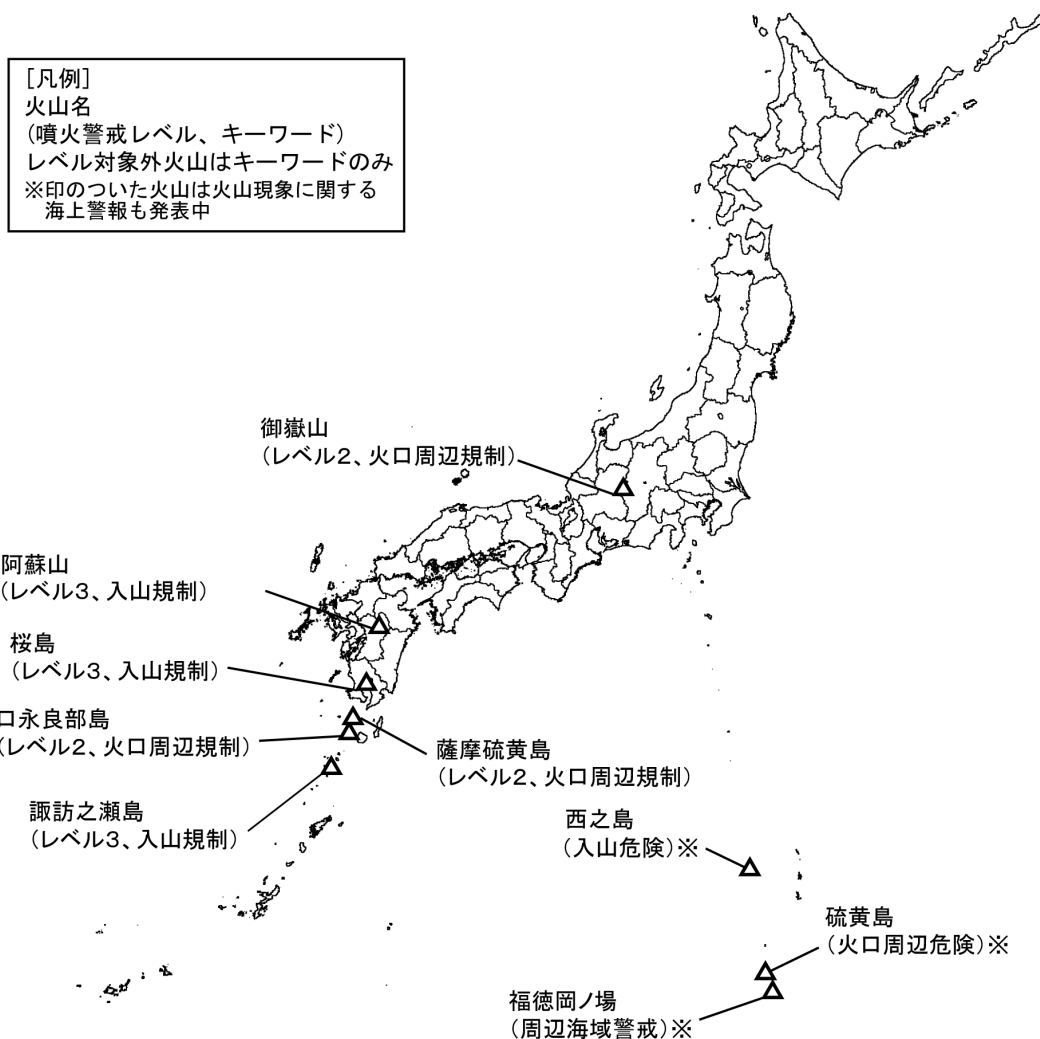 ［凡例］
火山名
（噴火警戒レベル、キーワード）
レベル対象外火山はキーワードのみ
※印のついた火山は火山現象に関する
海上警報も発表中
御嶽山
（レベル２、火口周辺規制）
阿蘇山
（レベル３、入山規制）
桜島
（レベル３、入山規制）
口永良部島
（レベル２、火口周辺規制）
薩摩硫黄島
（レベル２、火口周辺規制）
諏訪之瀬島
（レベル３、入山規制）
西之島
（入山危険）※
硫黄島
（火口周辺危険）※
福徳岡ノ場
（周辺海域警戒）※